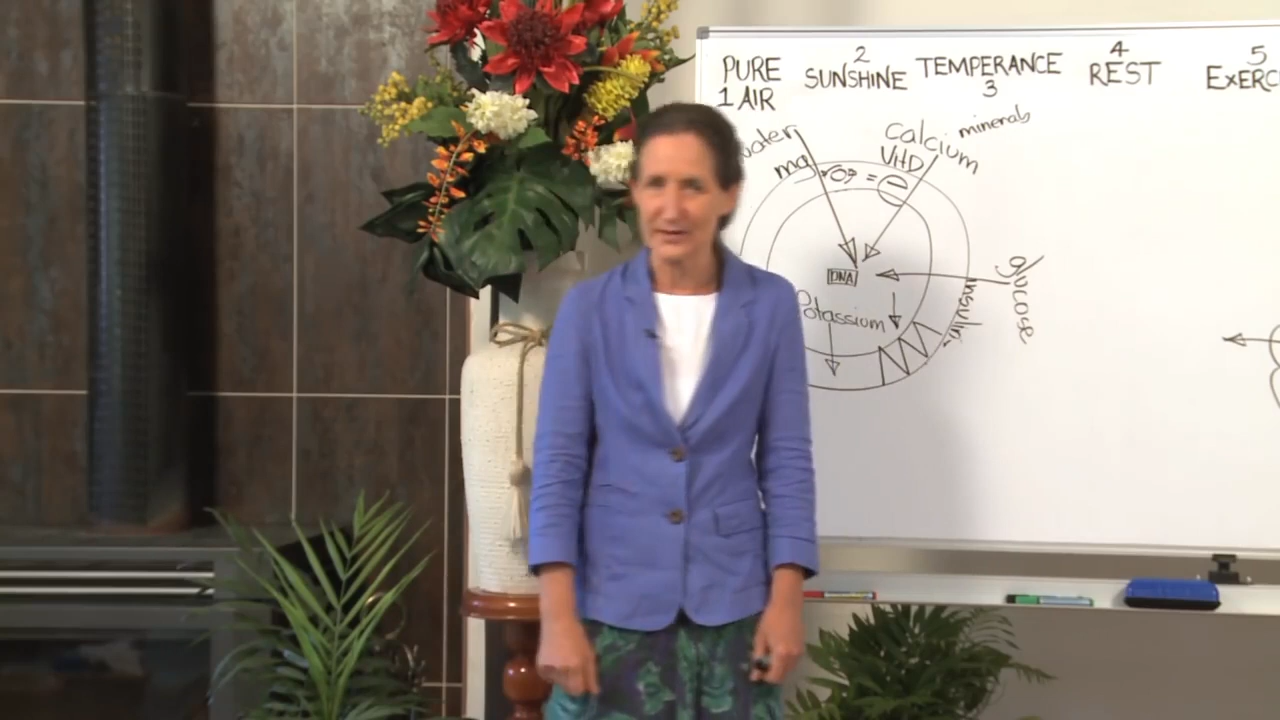 PURE
1 AIR
2
SUNSHINE
TEMPERANCE
3
4
REST
5
EXERC
water
mg
Calcium
VHD
minerals
DNA
Potassium
glucose
insulin